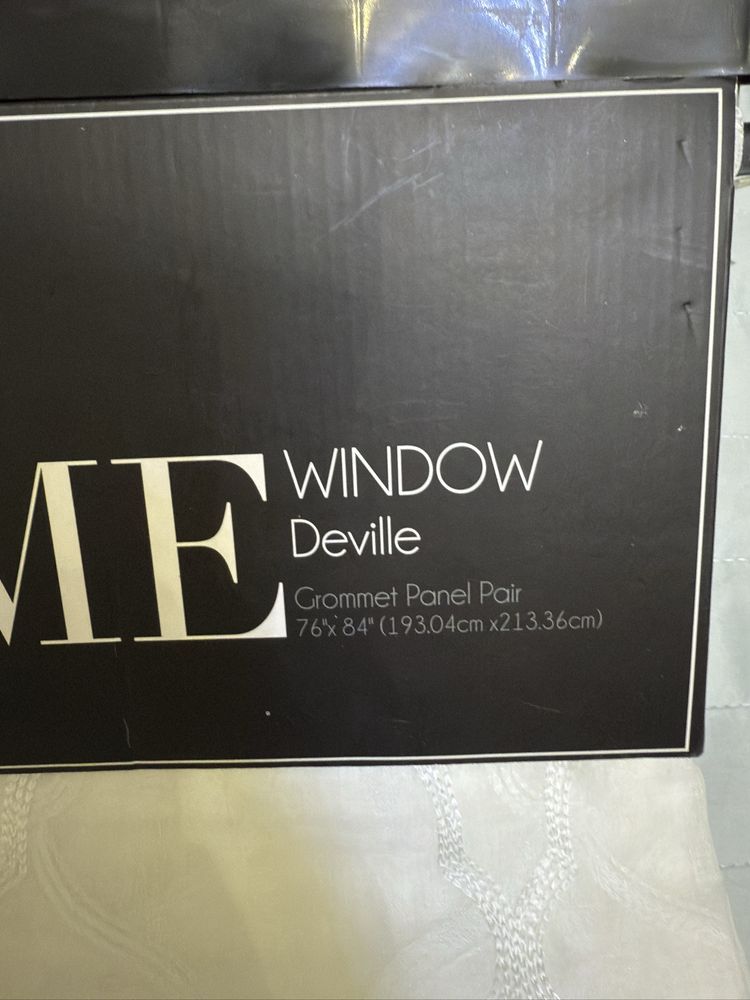 ME
WINDOW
Deville
Grommet Panel Pair
76"x 84" (193.04cm x213.36cm)